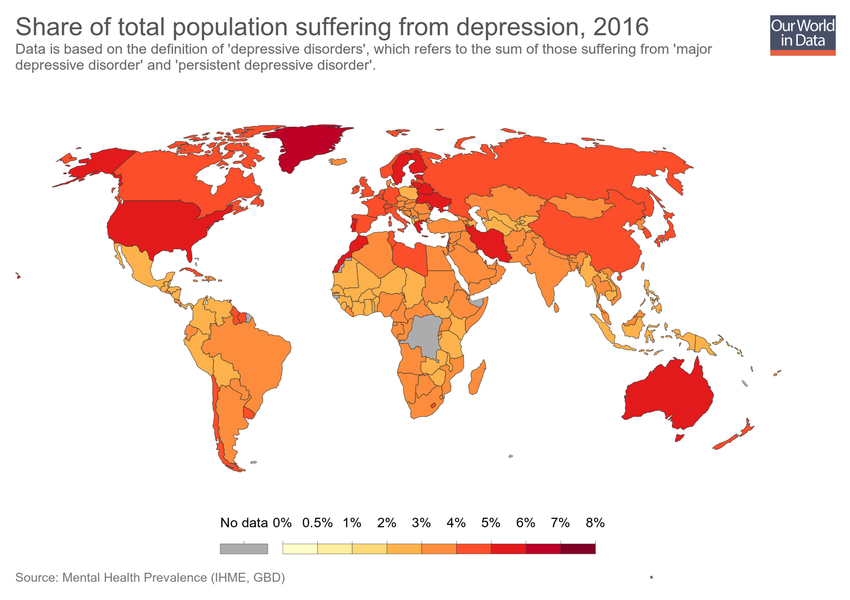 Share of total population suffering from depression, 2016
Our World
in Data
Data is based on the definition of 'depressive disorders', which refers to the sum of those suffering from 'major
depressive disorder' and 'persistent depressive disorder'.
No data 0% 0.5% 1% 2% 3% 4% 5% 6% 7% 8%
Source: Mental Health Prevalence (IHME, GBD)